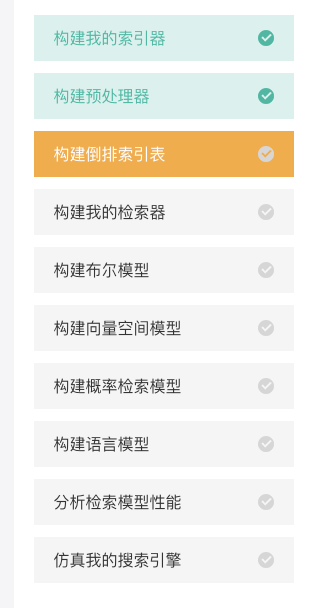 构建我的索引器
构建预处理器
构建倒排索引表
构建我的检索器
构建布尔模型
构建向量空间模型
构建概率检索模型
构建语言模型
分析检索模型性能
仿真我的搜索引擎